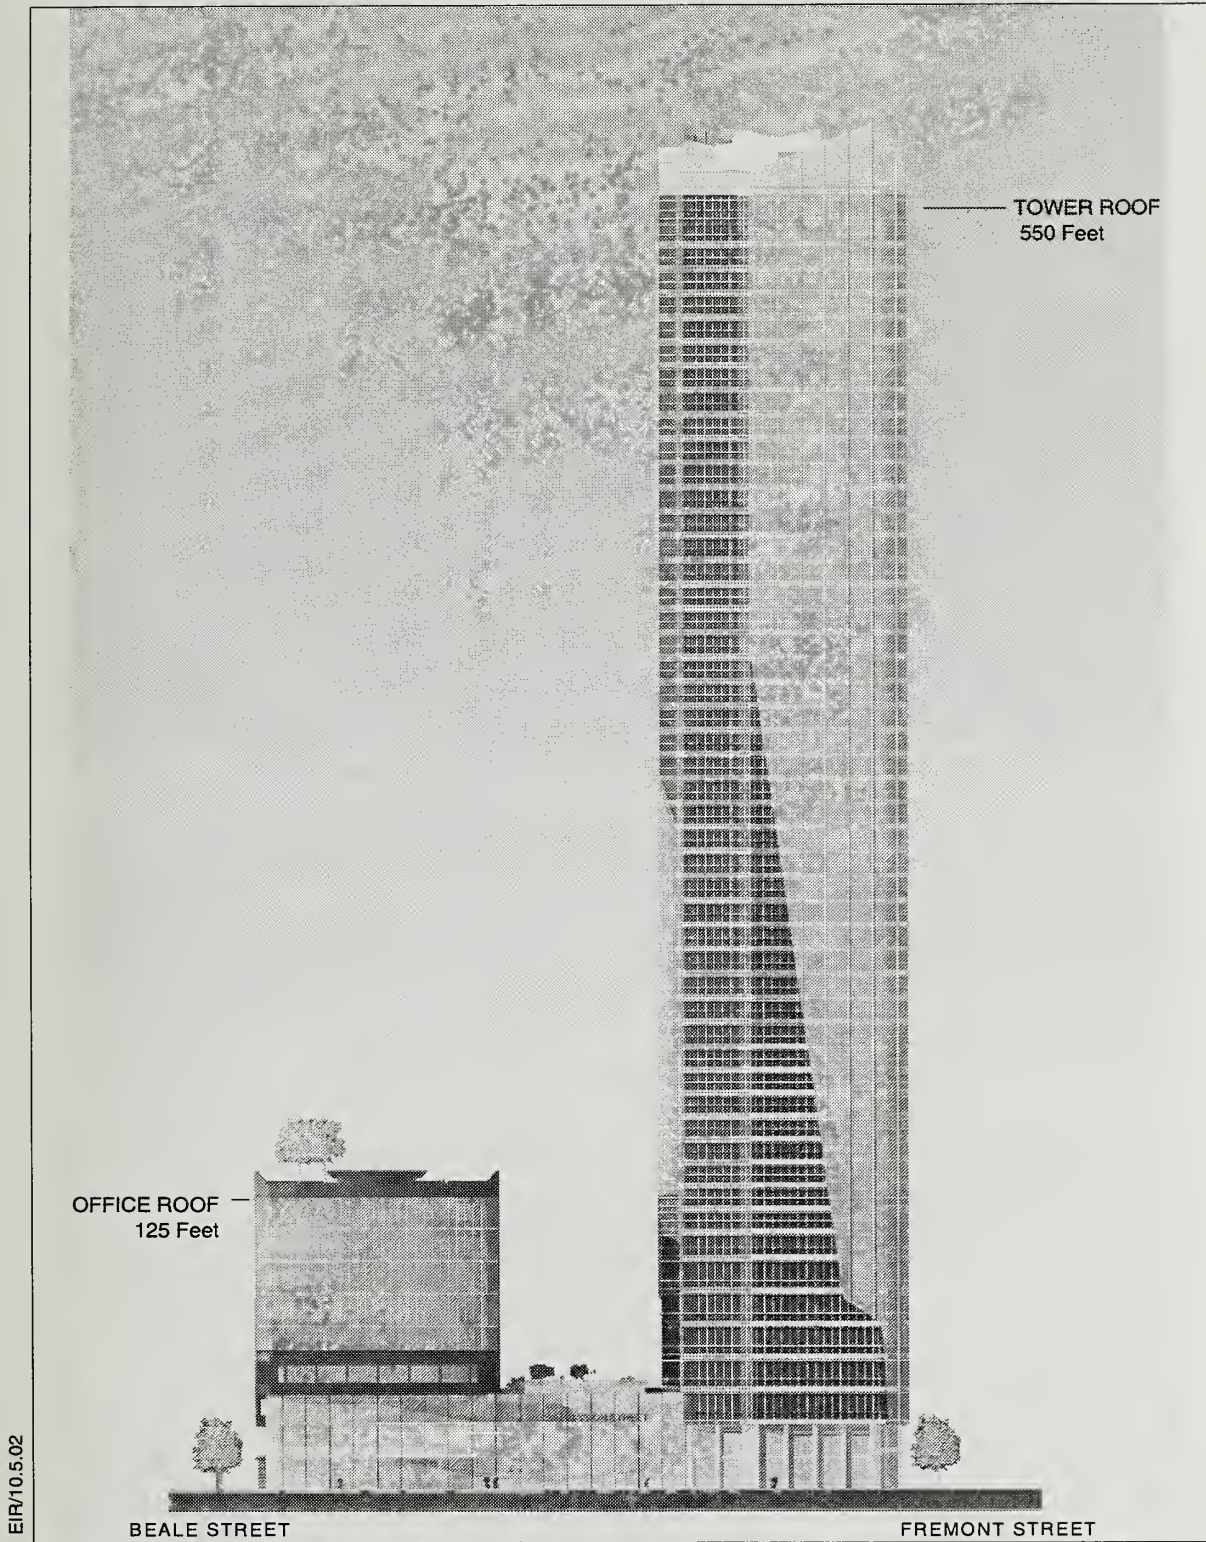 TOWER ROOF
550 Feet
OFFICE ROOF
125 Feet
EIR/10.5.02
BEALE STREET
FREMONT STREET